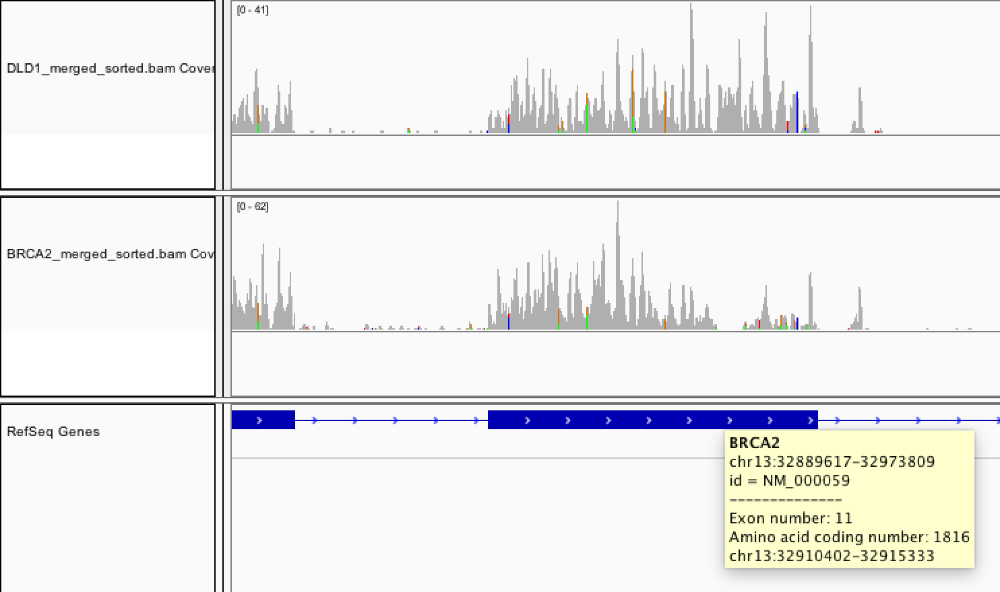 [0 - 41]
DLD1_merged_sorted.bam Cover
[0 - 62]
BRCA2_merged_sorted.bam Cov
RefSeq Genes
BRCA2
chr13:32889617-32973809
id = NM_000059
--------------
Exon number: 11
Amino acid coding number: 1816
chr13:32910402-32915333